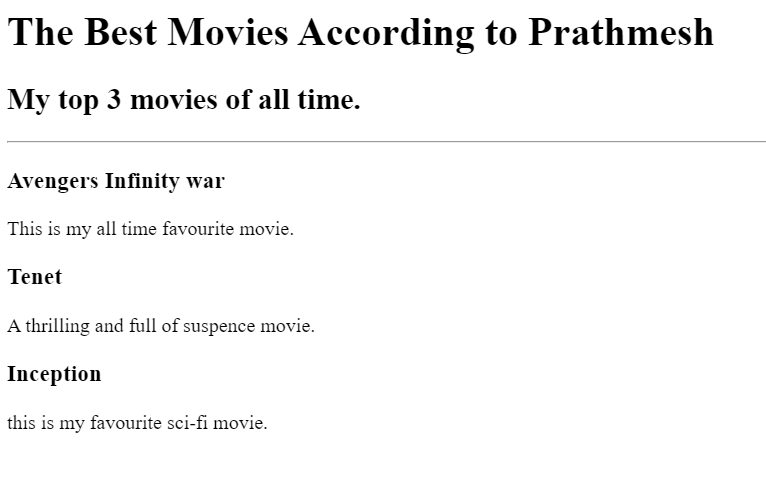 The Best Movies According to Prathmesh
My top 3 movies of all time.
Avengers Infinity war
This is my all time favourite movie.
Tenet
A thrilling and full of suspence movie.
Inception
this is my favourite sci-fi movie.